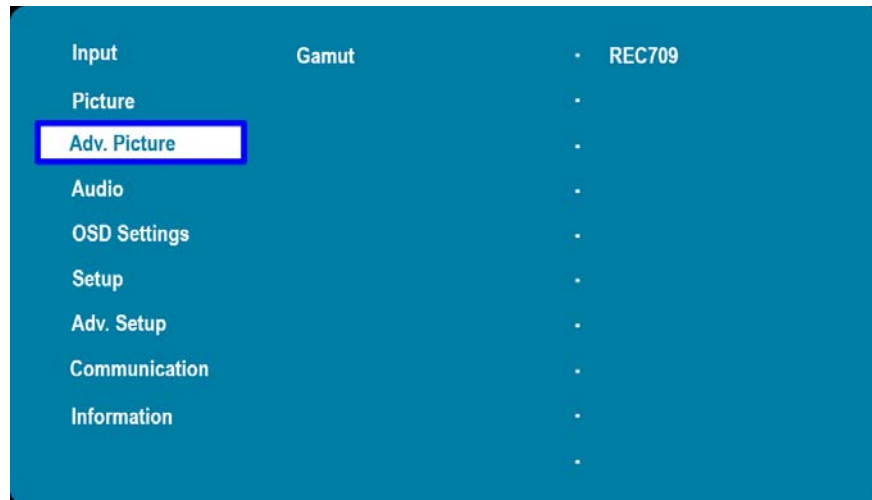 Input Gamut - REC709
Picture -
Adv. Picture -
Audio -
OSD Settings -
Setup -
Adv. Setup -
Communication -
Information -
-